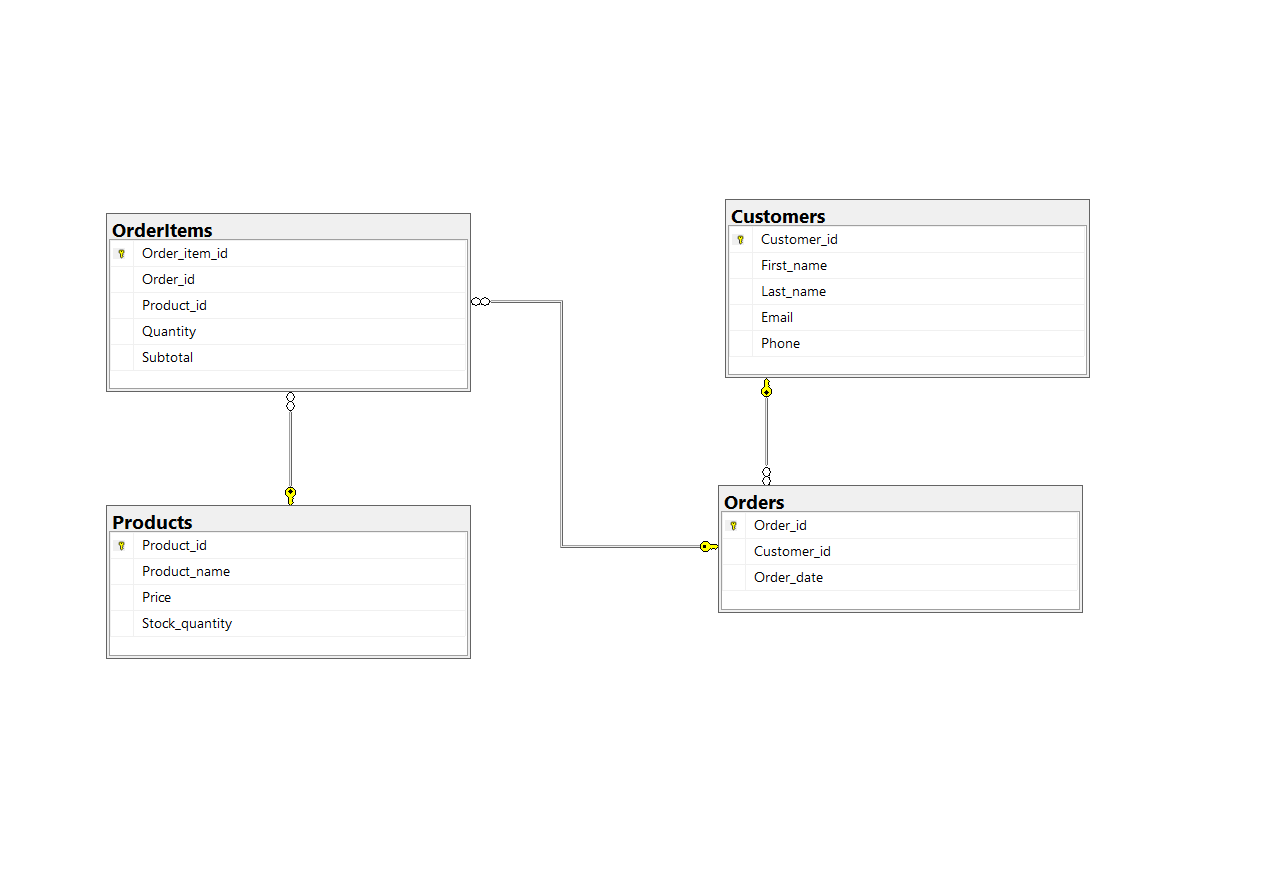 OrderItems
Order_item_id
Order_id
Product_id
Quantity
Subtotal
Customers
Customer_id
First_name
Last_name
Email
Phone
Products
Product_id
Product_name
Price
Stock_quantity
Orders
Order_id
Customer_id
Order_date